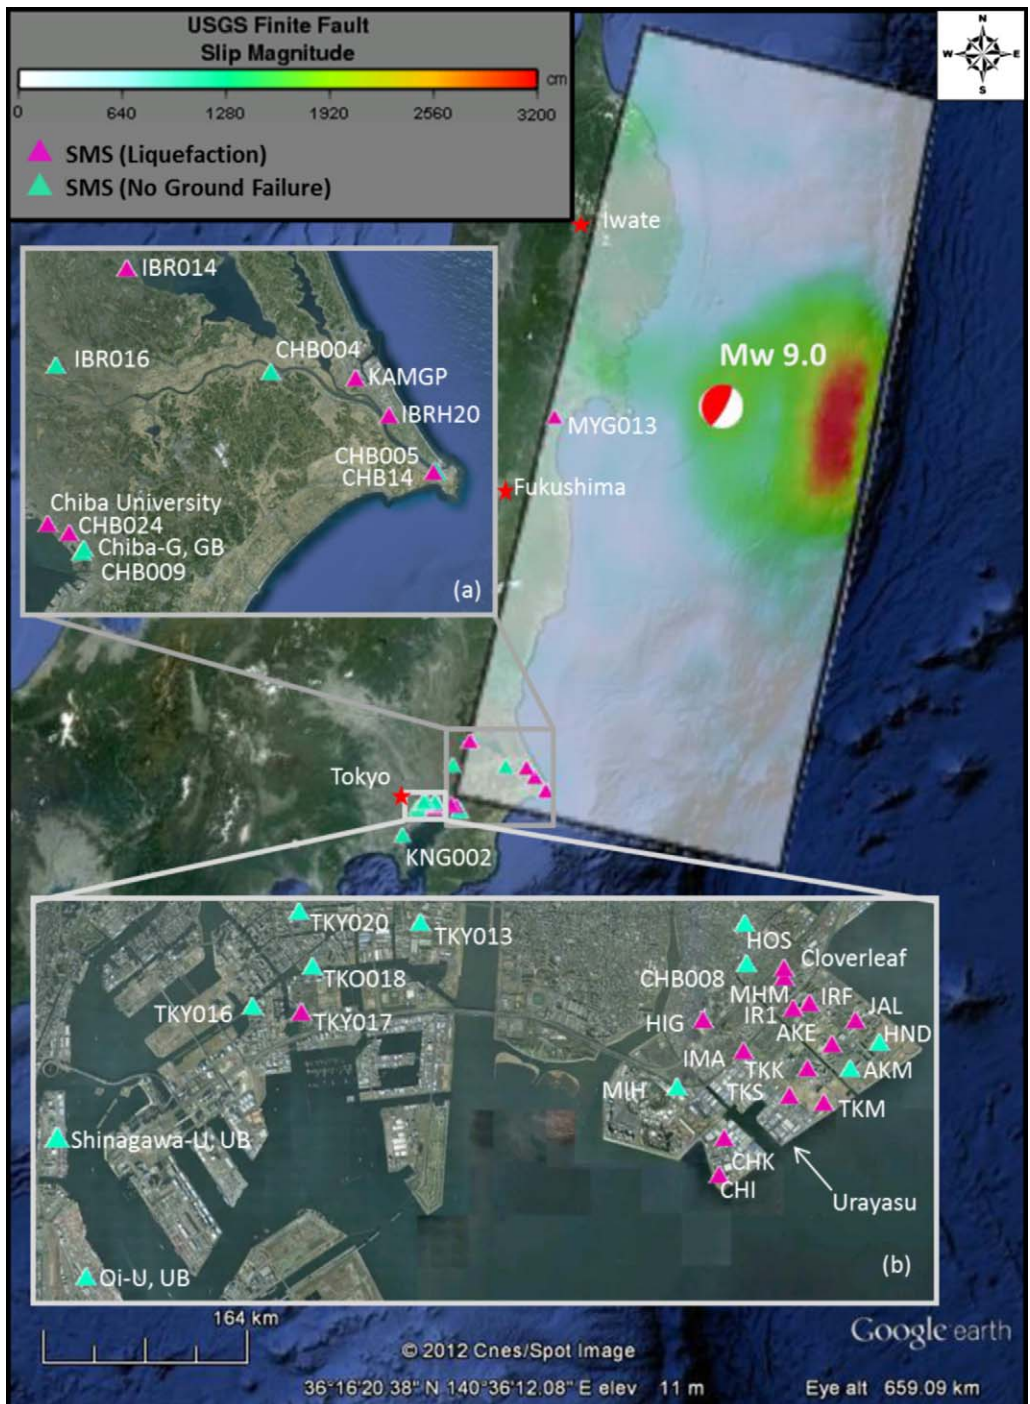 USGS Finite Fault
Slip Magnitude
cm
0 640 1280 1920 2560 3200
SMS (Liquefaction)
SMS (No Ground Failure)
N
W E
S
Iwate
Mw 9.0
MYG013
Fukushima
IBR014
IBR016
CHB004
KAMGP
IBRH20
CHB005
CHB14
Chiba University
CHB024
Chiba-G, GB
CHB009
(a)
Tokyo
KNG002
TKY020
TKY013
TKO018
TKY016
TKY017
Shinagawa-U, UB
Oi-U, UB
HOS
Cloverleaf
CHB008
MHM
IRF
IR1
JAL
HIG
AKE
HND
IMA
TKK
AKM
MIH
TKS
TKM
CHK
CHI
Urayasu
(b)
164 km
Google earth
© 2012 Cnes/Spot Image
36°16'20.38" N 140°36'12.08" E elev 11 m Eye alt 659.09 km